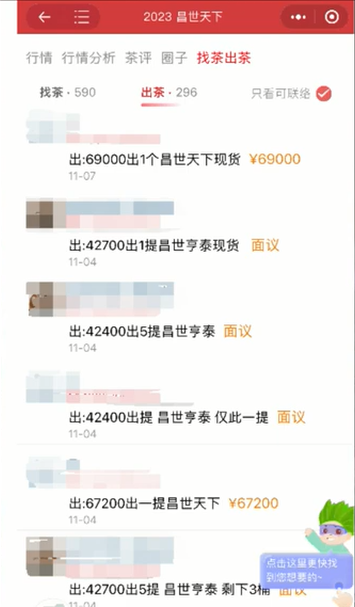 2023 昌世天下
行情 行情分析 茶评 圈子 找茶出茶
找茶 · 590 出茶 · 296 只看可联络
出:69000出1个昌世天下现货 ¥69000
11-07
出:42700出1提昌世亨泰现货 面议
11-04
出:42400出5提昌世亨泰 面议
11-04
出:42400出提 昌世亨泰 仅此一提 面议
11-04
出:67200出一提昌世天下 ¥67200
11-04
点击这里更快找
到您想要的~
出:42700出5提 昌世亨泰 剩下3桶 面议